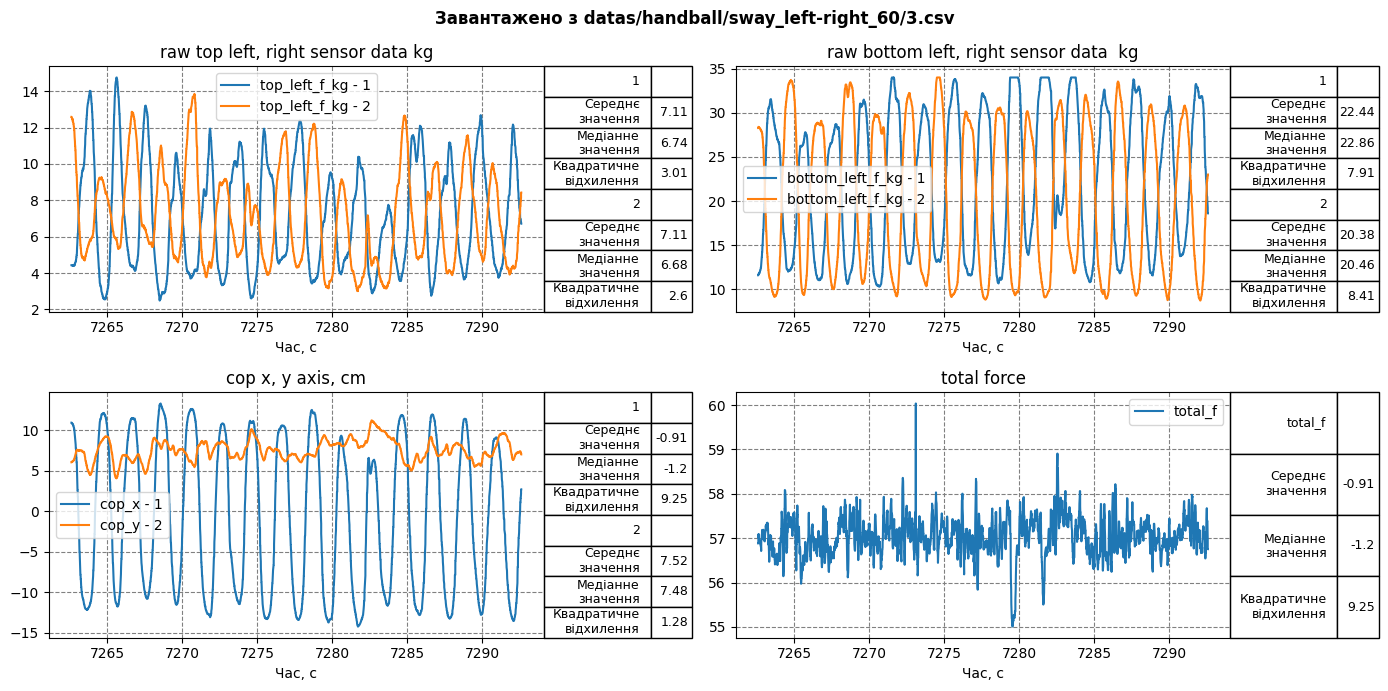 Завантажено з datas/handball/sway_left-right_60/3.csv
raw top left, right sensor data kg
top_left_f_kg - 1
top_left_f_kg - 2
14
12
10
8
6
4
2
7265 7270 7275 7280 7285 7290
Час, с
1
Середнє
значення 7.11
Медіанне
значення 6.74
Квадратичне
відхилення 3.01
2
Середнє
значення 7.11
Медіанне
значення 6.68
Квадратичне
відхилення 2.6
raw bottom left, right sensor data  kg
bottom_left_f_kg - 1
bottom_left_f_kg - 2
35
30
25
20
15
10
7265 7270 7275 7280 7285 7290
Час, с
1
Середнє
значення 22.44
Медіанне
значення 22.86
Квадратичне
відхилення 7.91
2
Середнє
значення 20.38
Медіанне
значення 20.46
Квадратичне
відхилення 8.41
cop x, y axis, cm
cop_x - 1
cop_y - 2
10
5
0
−5
−10
−15
7265 7270 7275 7280 7285 7290
Час, с
1
Середнє
значення -0.91
Медіанне
значення -1.2
Квадратичне
відхилення 9.25
2
Середнє
значення 7.52
Медіанне
значення 7.48
Квадратичне
відхилення 1.28
total force
total_f
60
59
58
57
56
55
7265 7270 7275 7280 7285 7290
Час, с
total_f
Середнє
значення -0.91
Медіанне
значення -1.2
Квадратичне
відхилення 9.25